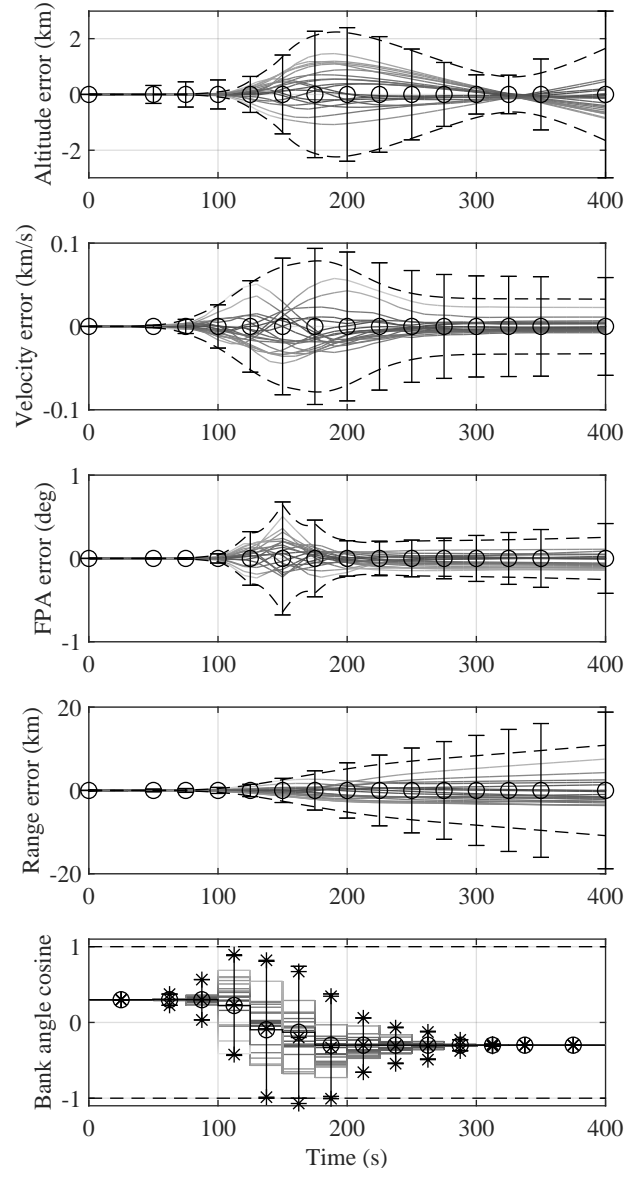 Altitude error (km)
2
0
-2
0 100 200 300 400
Velocity error (km/s)
0.1
0
-0.1
0 100 200 300 400
FPA error (deg)
1
0
-1
0 100 200 300 400
Range error (km)
20
0
-20
0 100 200 300 400
Bank angle cosine
1
0
-1
0 100 200 300 400
Time (s)